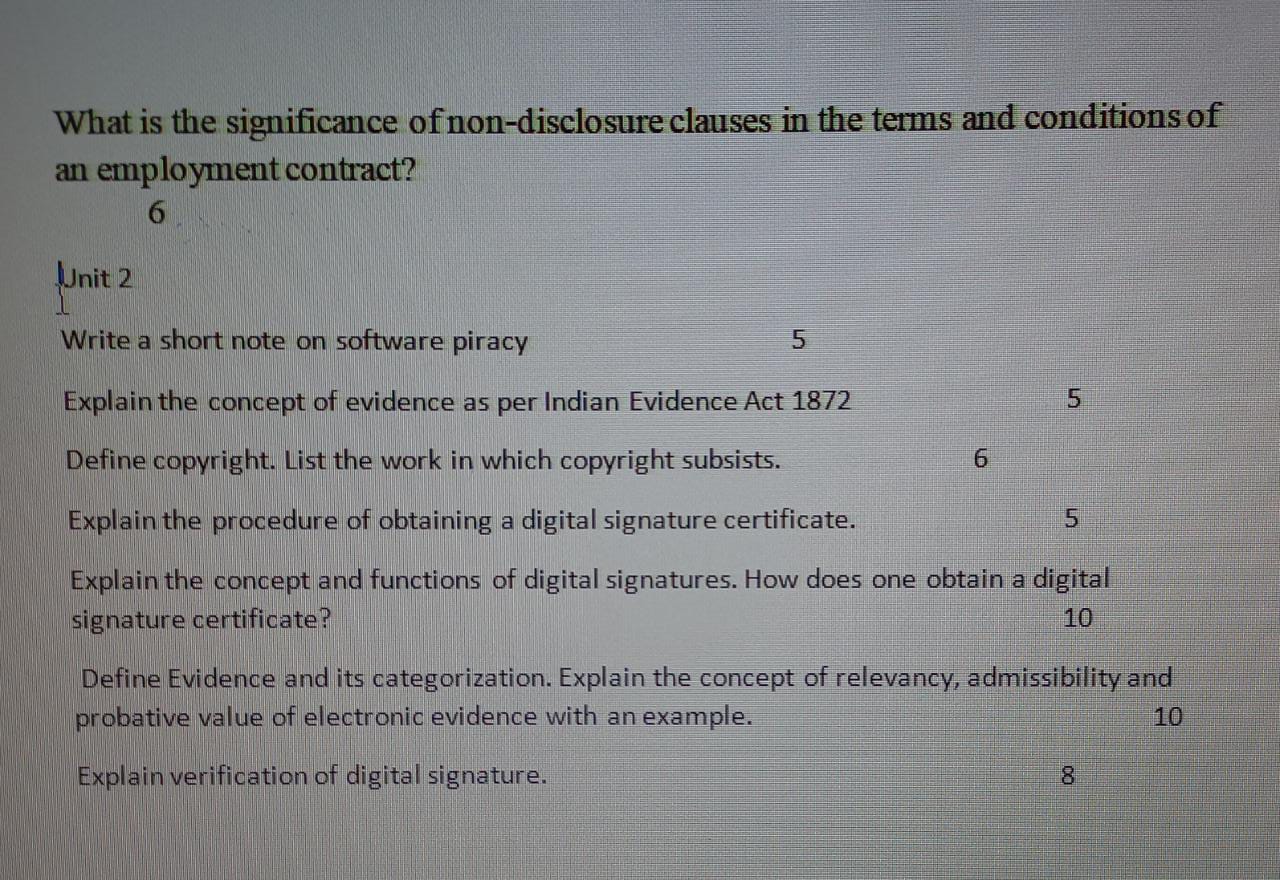 What is the significance of non-disclosure clauses in the terms and conditions of
an employment contract?
6
Unit 2
Write a short note on software piracy 5
Explain the concept of evidence as per Indian Evidence Act 1872 5
Define copyright. List the work in which copyright subsists. 6
Explain the procedure of obtaining a digital signature certificate. 5
Explain the concept and functions of digital signatures. How does one obtain a digital
signature certificate? 10
Define Evidence and its categorization. Explain the concept of relevancy, admissibility and
probative value of electronic evidence with an example. 10
Explain verification of digital signature. 8